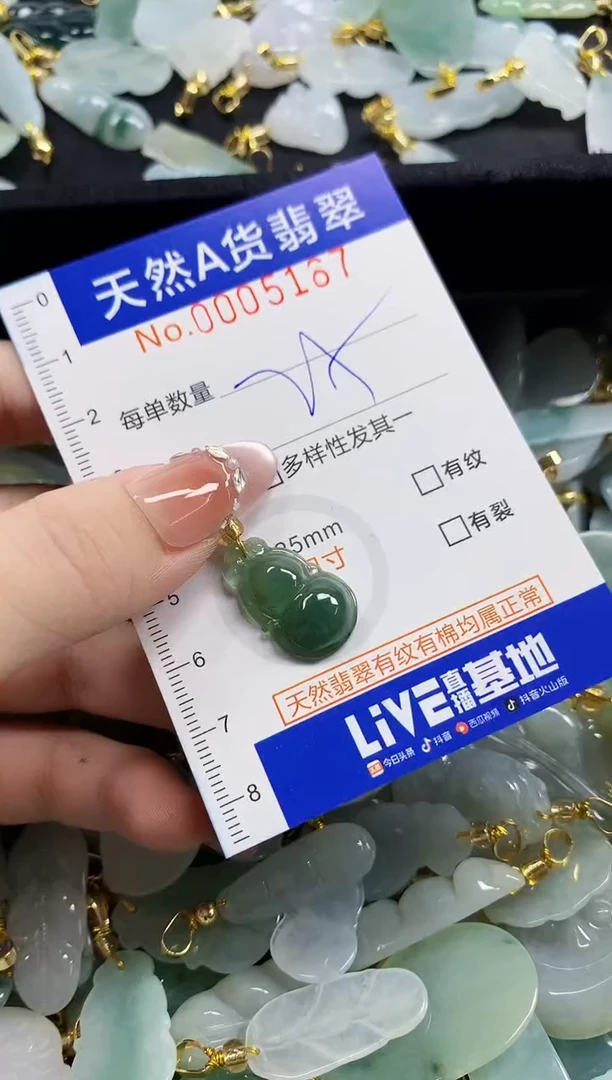 天然A货翡翠
No.0005167
0
1
2
每单数量
多样性发其一
有纹
35mm
有裂
寸
5
6
天然翡翠有纹有棉均属正常
7
LiVE直播基地
8
今日头条 抖音 西瓜视频 抖音火山版